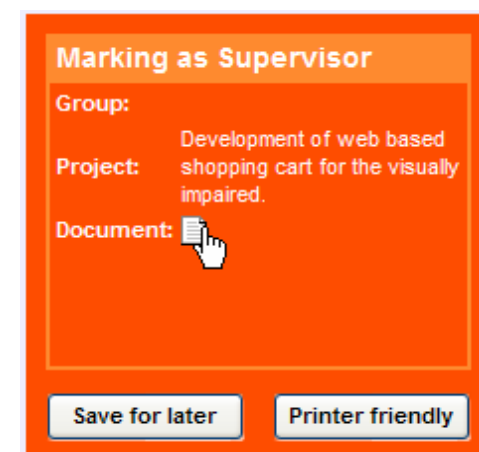 Marking as Supervisor
Group:
Development of web based
Project: shopping cart for the visually
impaired.
Document:
Save for later Printer friendly